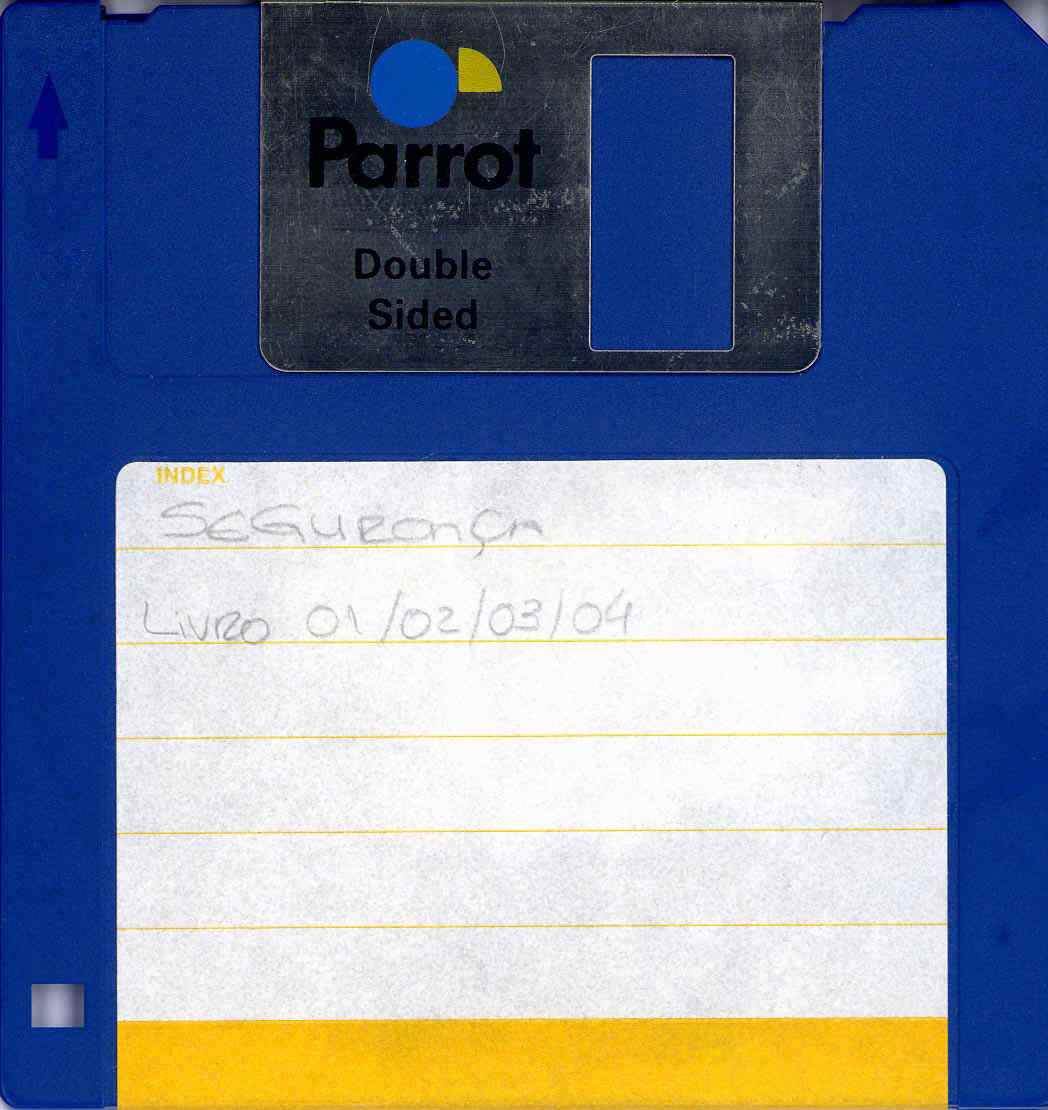 Parrot
Double
Sided
INDEX
SEGURança
Livro 01/02/03/04